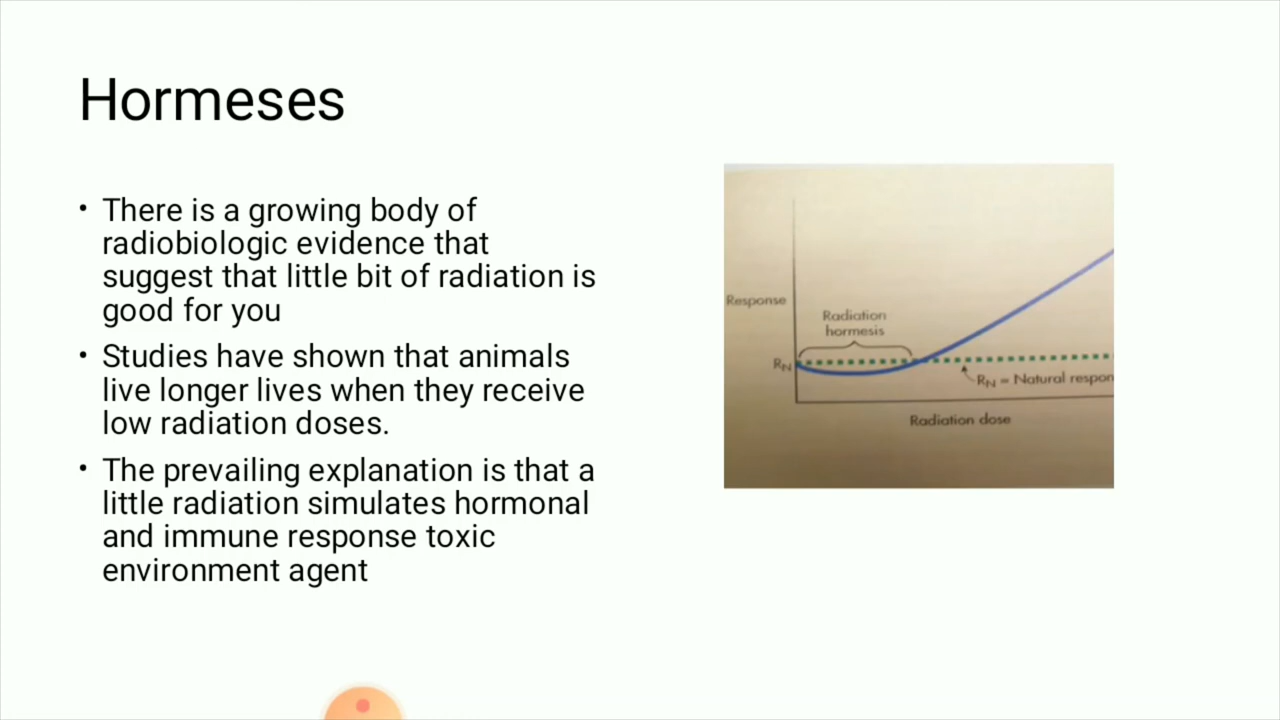 Hormeses
• There is a growing body of
radiobiologic evidence that
suggest that little bit of radiation is
good for you
• Studies have shown that animals
live longer lives when they receive
low radiation doses.
• The prevailing explanation is that a
little radiation simulates hormonal
and immune response toxic
environment agent
Response
Radiation
hormesis
RN
RN = Natural respon
Radiation dose